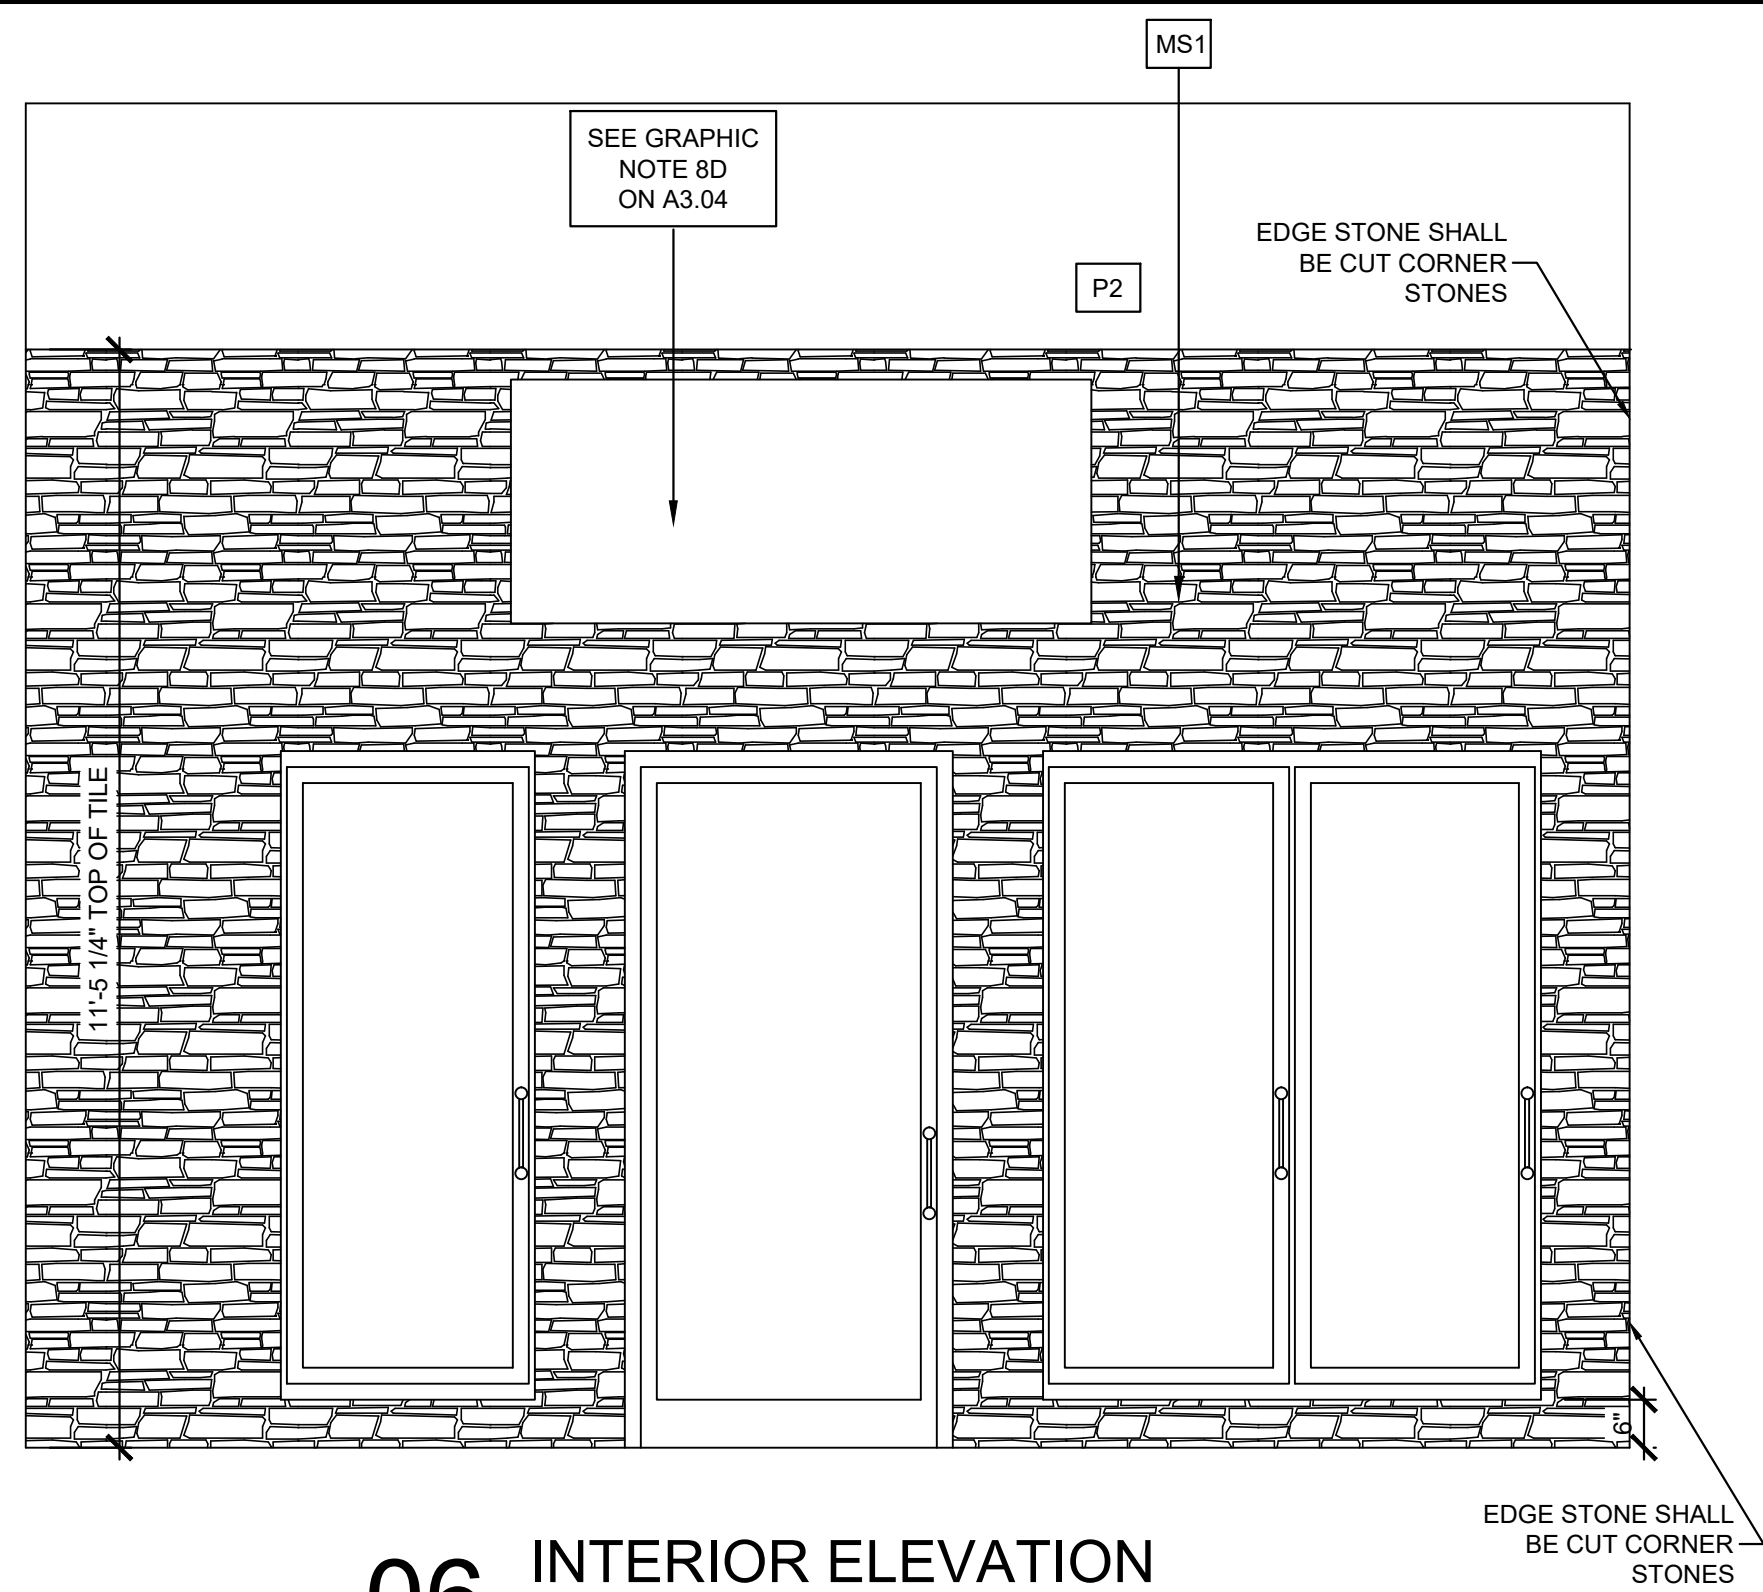 MS1
SEE GRAPHIC
NOTE 8D
ON A3.04
EDGE STONE SHALL
BE CUT CORNER
STONES
P2
11'-5 1/4" TOP OF TILE
6"
EDGE STONE SHALL
BE CUT CORNER
STONES
06
INTERIOR ELEVATION